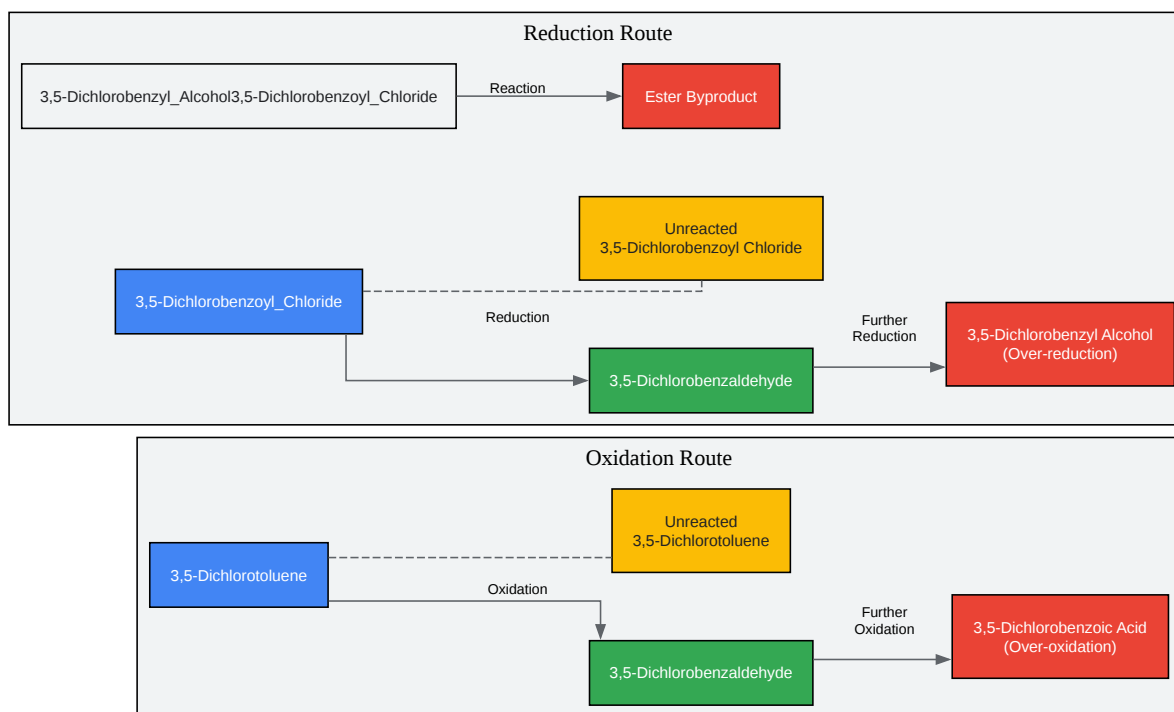 Reduction Route
3,5-Dichlorobenzyl_Alcohol3,5-Dichlorobenzoyl_Chloride
Reaction
Ester Byproduct
Unreacted
3,5-Dichlorobenzoyl Chloride
3,5-Dichlorobenzoyl_Chloride
Reduction
3,5-Dichlorobenzaldehyde
Further
Reduction
3,5-Dichlorobenzyl Alcohol
(Over-reduction)
Oxidation Route
Unreacted
3,5-Dichlorotoluene
3,5-Dichlorotoluene
Oxidation
3,5-Dichlorobenzaldehyde
Further
Oxidation
3,5-Dichlorobenzoic Acid
(Over-oxidation)